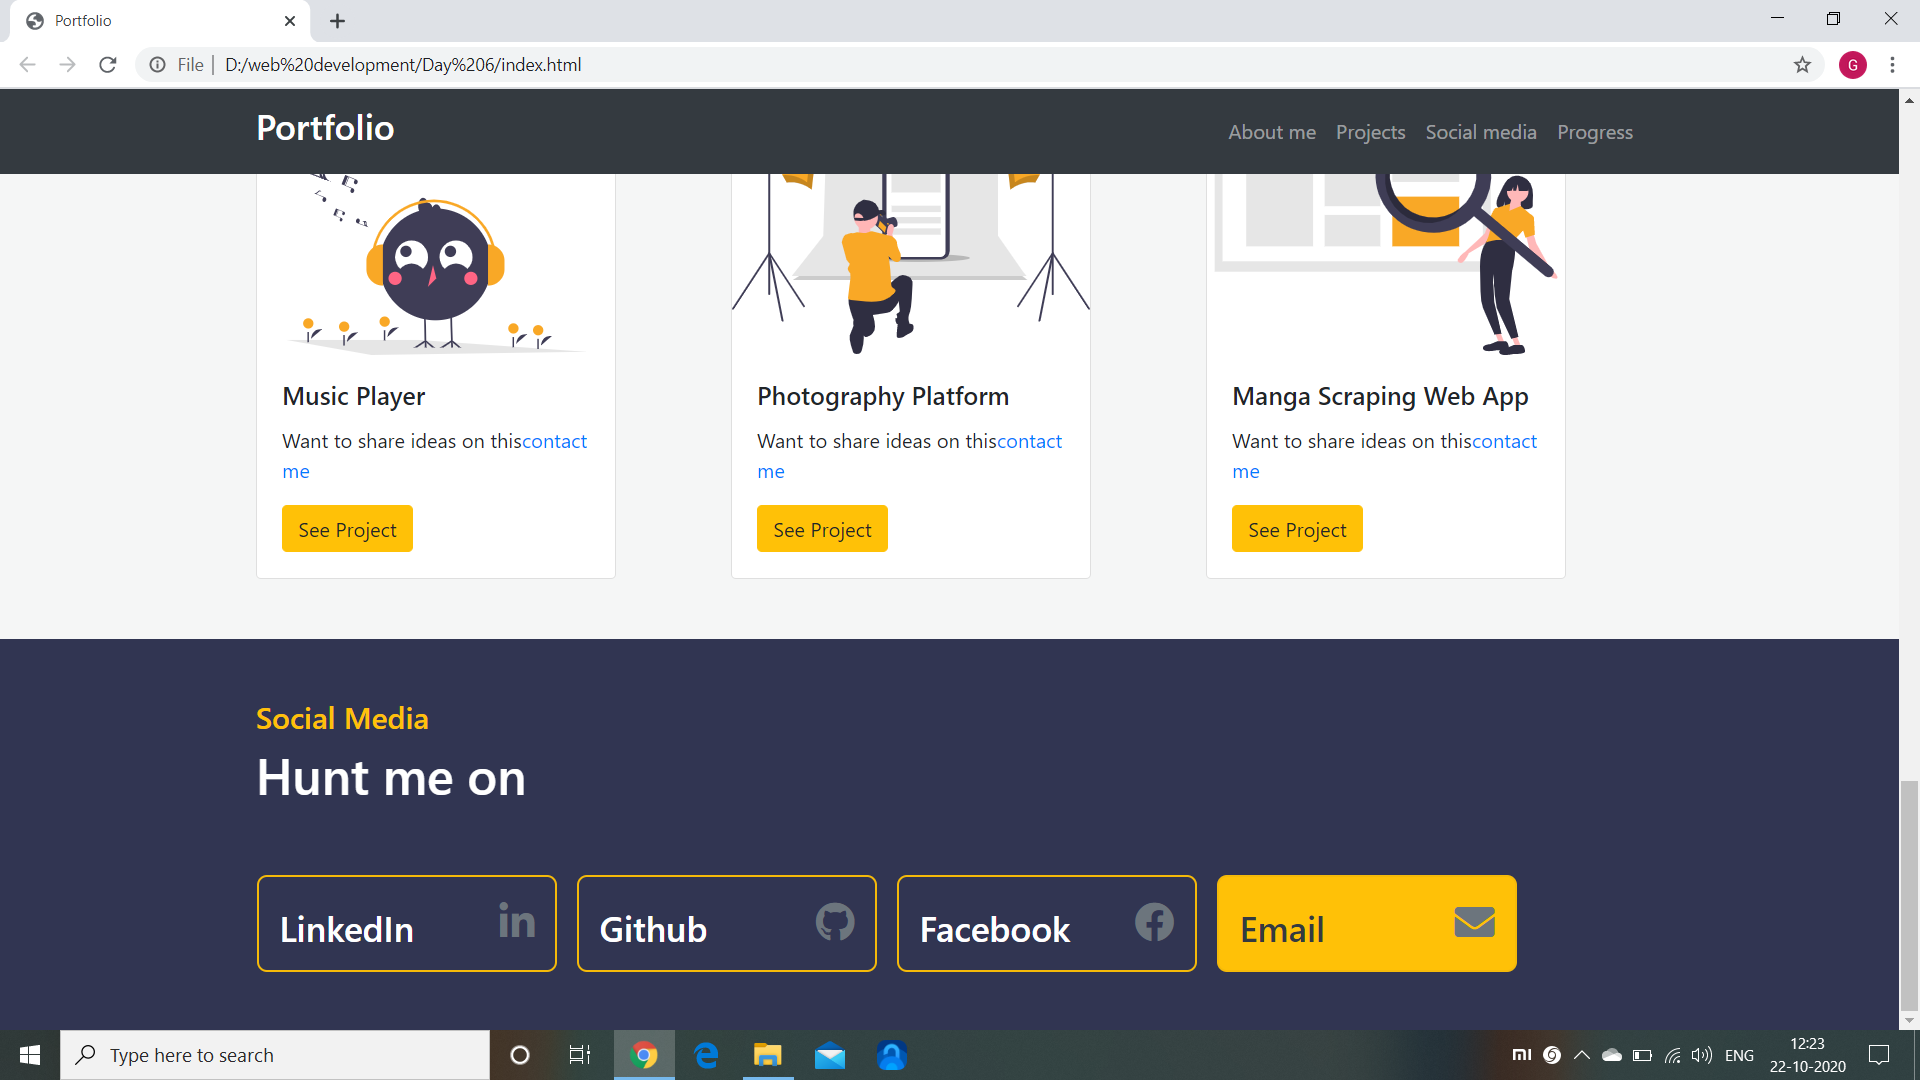 Portfolio
File | D:/web%20development/Day%206/index.html
G
Portfolio
About me Projects Social media Progress
Music Player
Want to share ideas on thiscontact
me
See Project
Photography Platform
Want to share ideas on thiscontact
me
See Project
Manga Scraping Web App
Want to share ideas on thiscontact
me
See Project
Social Media
Hunt me on
LinkedIn in
Github
Facebook
Email
Type here to search
mi
ENG
12:23
22-10-2020